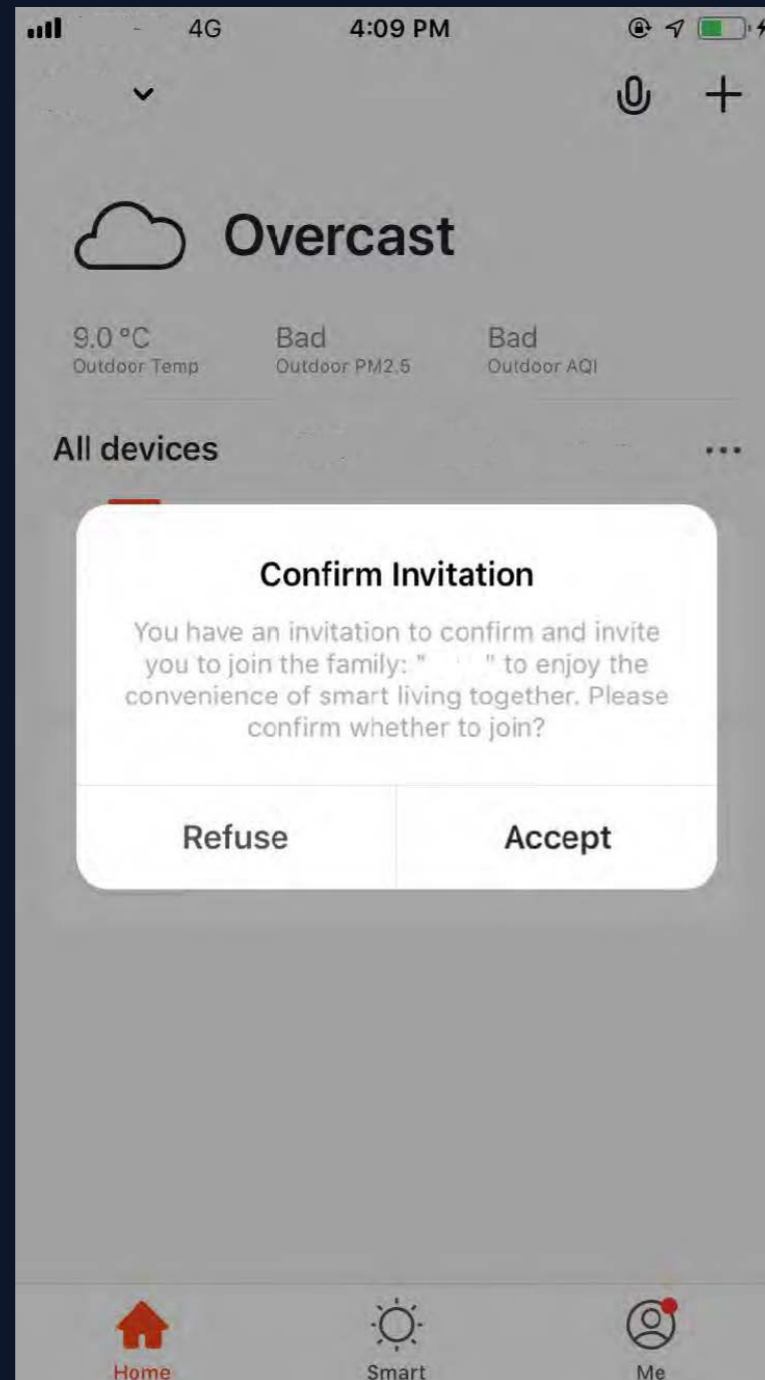 4G 4:09 PM
Overcast
9.0 °C Bad Bad
Outdoor Temp Outdoor PM2.5 Outdoor AQI
All devices
Confirm Invitation
You have an invitation to confirm and invite
you to join the family: " " to enjoy the
convenience of smart living together. Please
confirm whether to join?
Refuse Accept
Home Smart Me